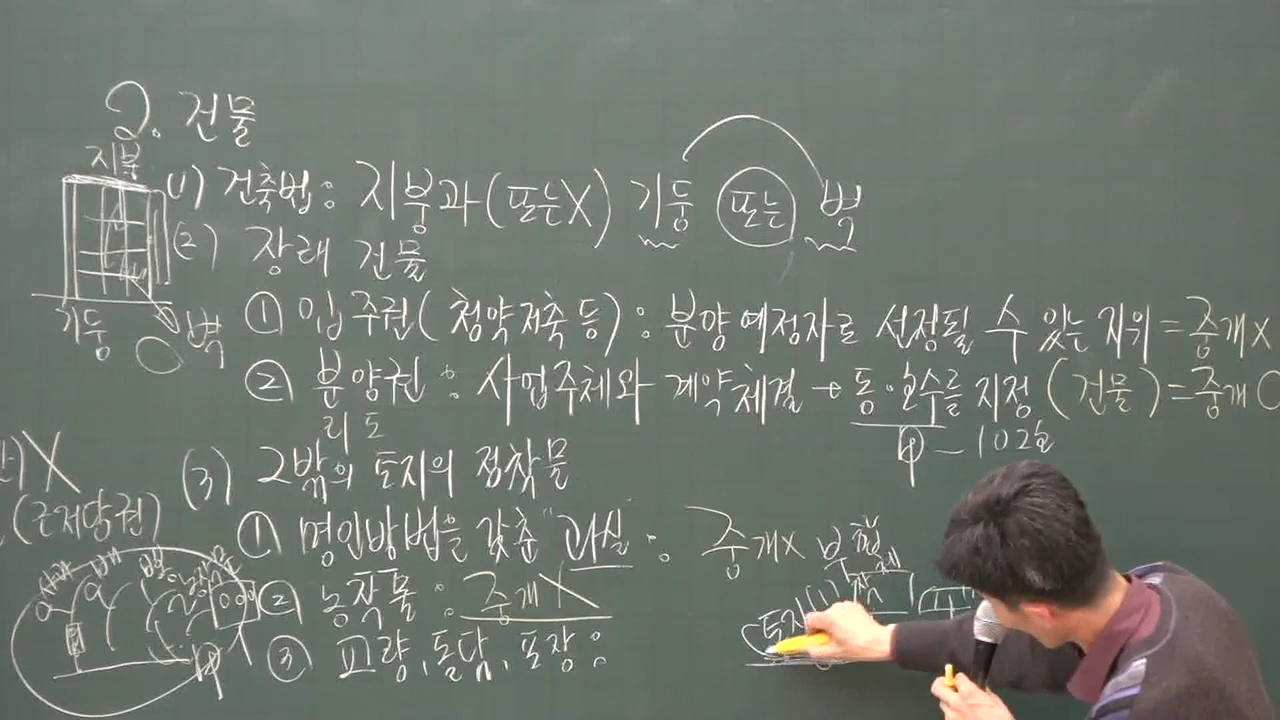 2. 건물
지붕
기둥
벽
(1) 건축법 : 지붕과(또는X) 기둥 또는 벽
(2) 장래 건물
① 입주권(청약저축 등) : 분양예정자로 선정될 수 있는 지위 = 중개X
② 분양권 : 사업주체와 계약체결 → 동·호수를 지정 (건물) = 중개O
~102호
(3) 그밖의 토지의 정착물
① 명인방법을 갖춘 "과실 : 중개X
② 농작물 : 중개X
③ 교량, 돌담, 포장 :
X
(근저당권)
토지